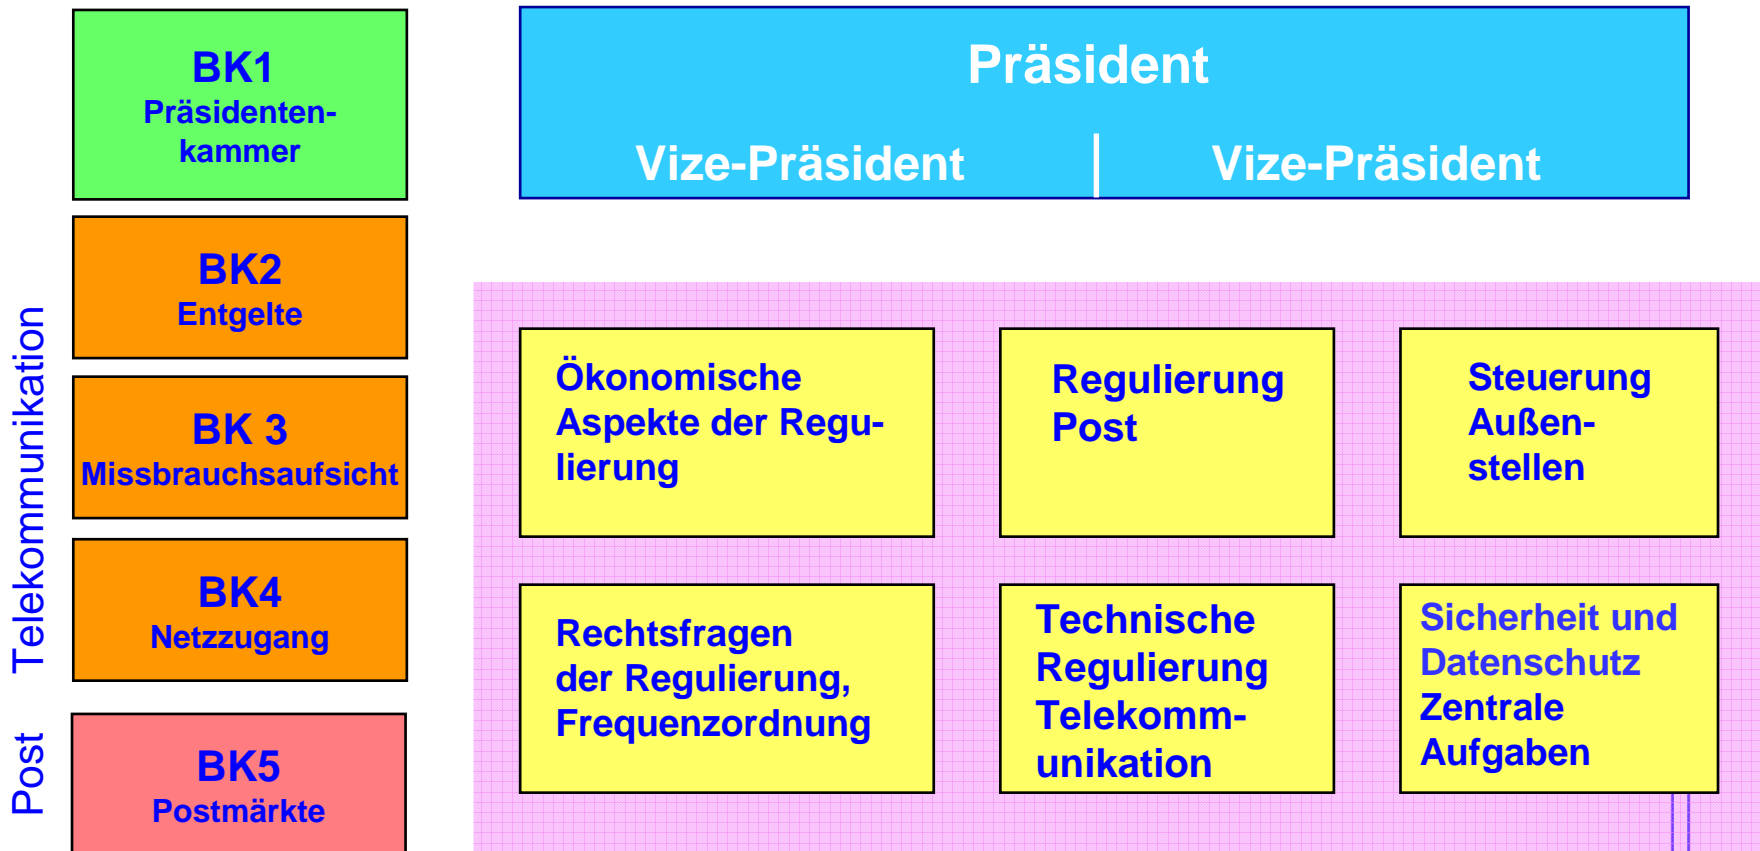 BK1
Präsidenten-
kammer
Präsident
Vize-Präsident
Vize-Präsident
Telekommunikation
BK2
Entgelte
BK 3
Missbrauchsaufsicht
BK4
Netzzugang
Post
BK5
Postmärkte
Ökonomische
Aspekte der Regu-
lierung
Regulierung
Post
Steuerung
Außen-
stellen
Rechtsfragen
der Regulierung,
Frequenzordnung
Technische
Regulierung
Telekomm-
unikation
Sicherheit und
Datenschutz
Zentrale
Aufgaben